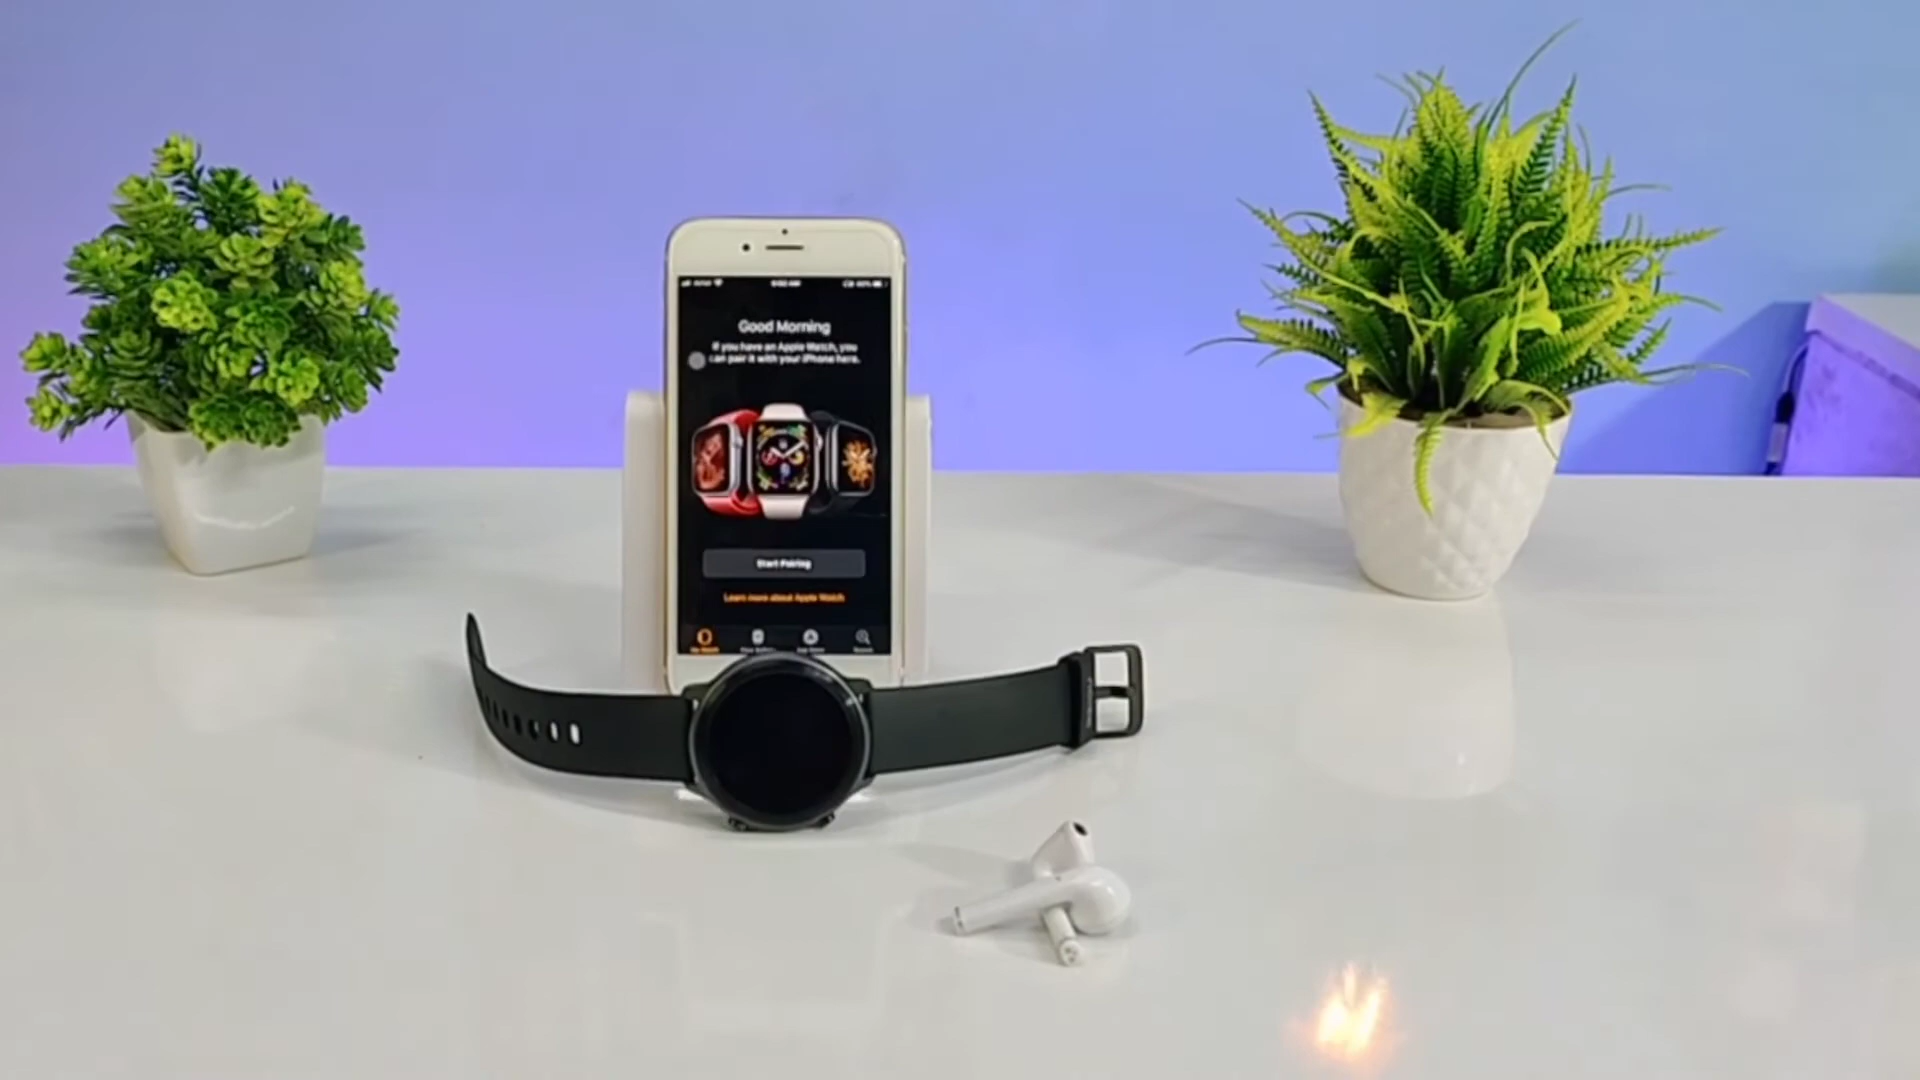 Good Morning
If you have an Apple Watch, you
can pair it with your iPhone here.
Start Pairing
Learn more about Apple Watch